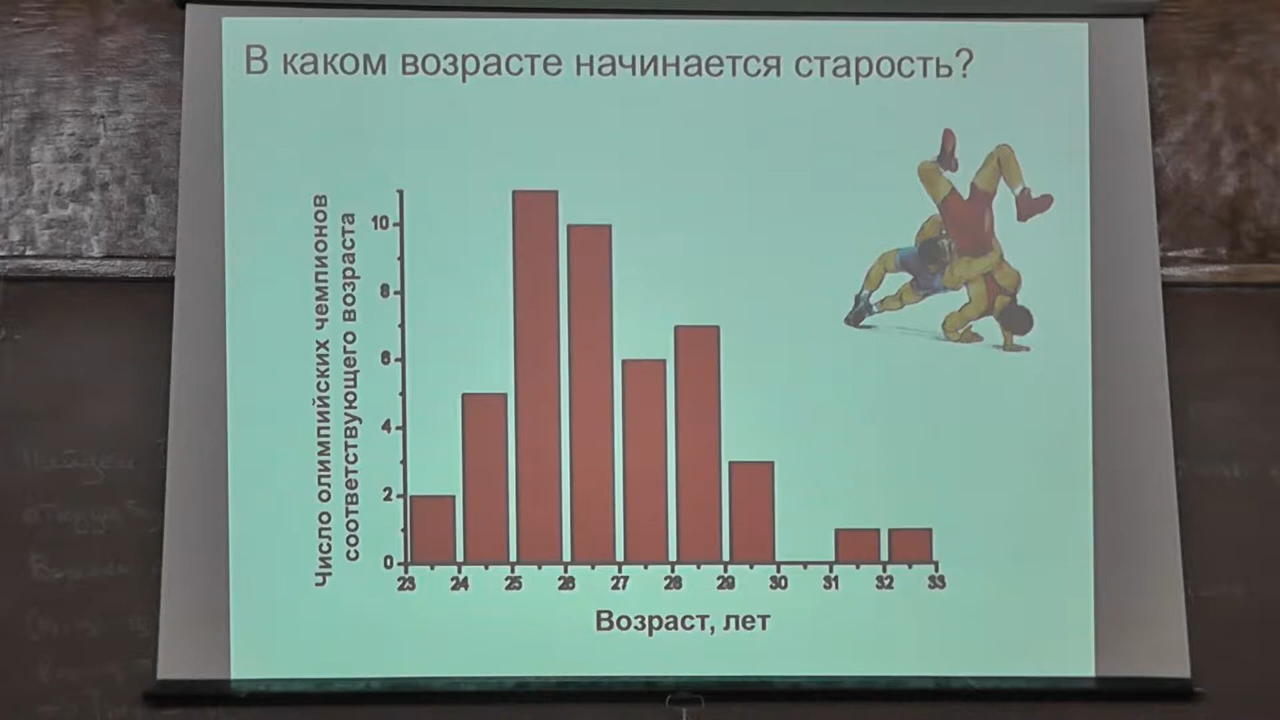 В каком возрасте начинается старость?
Число олимпийских чемпионов
соответствующего возраста
10
8
6
4
2
0
23 24 25 26 27 28 29 30 31 32 33
Возраст, лет